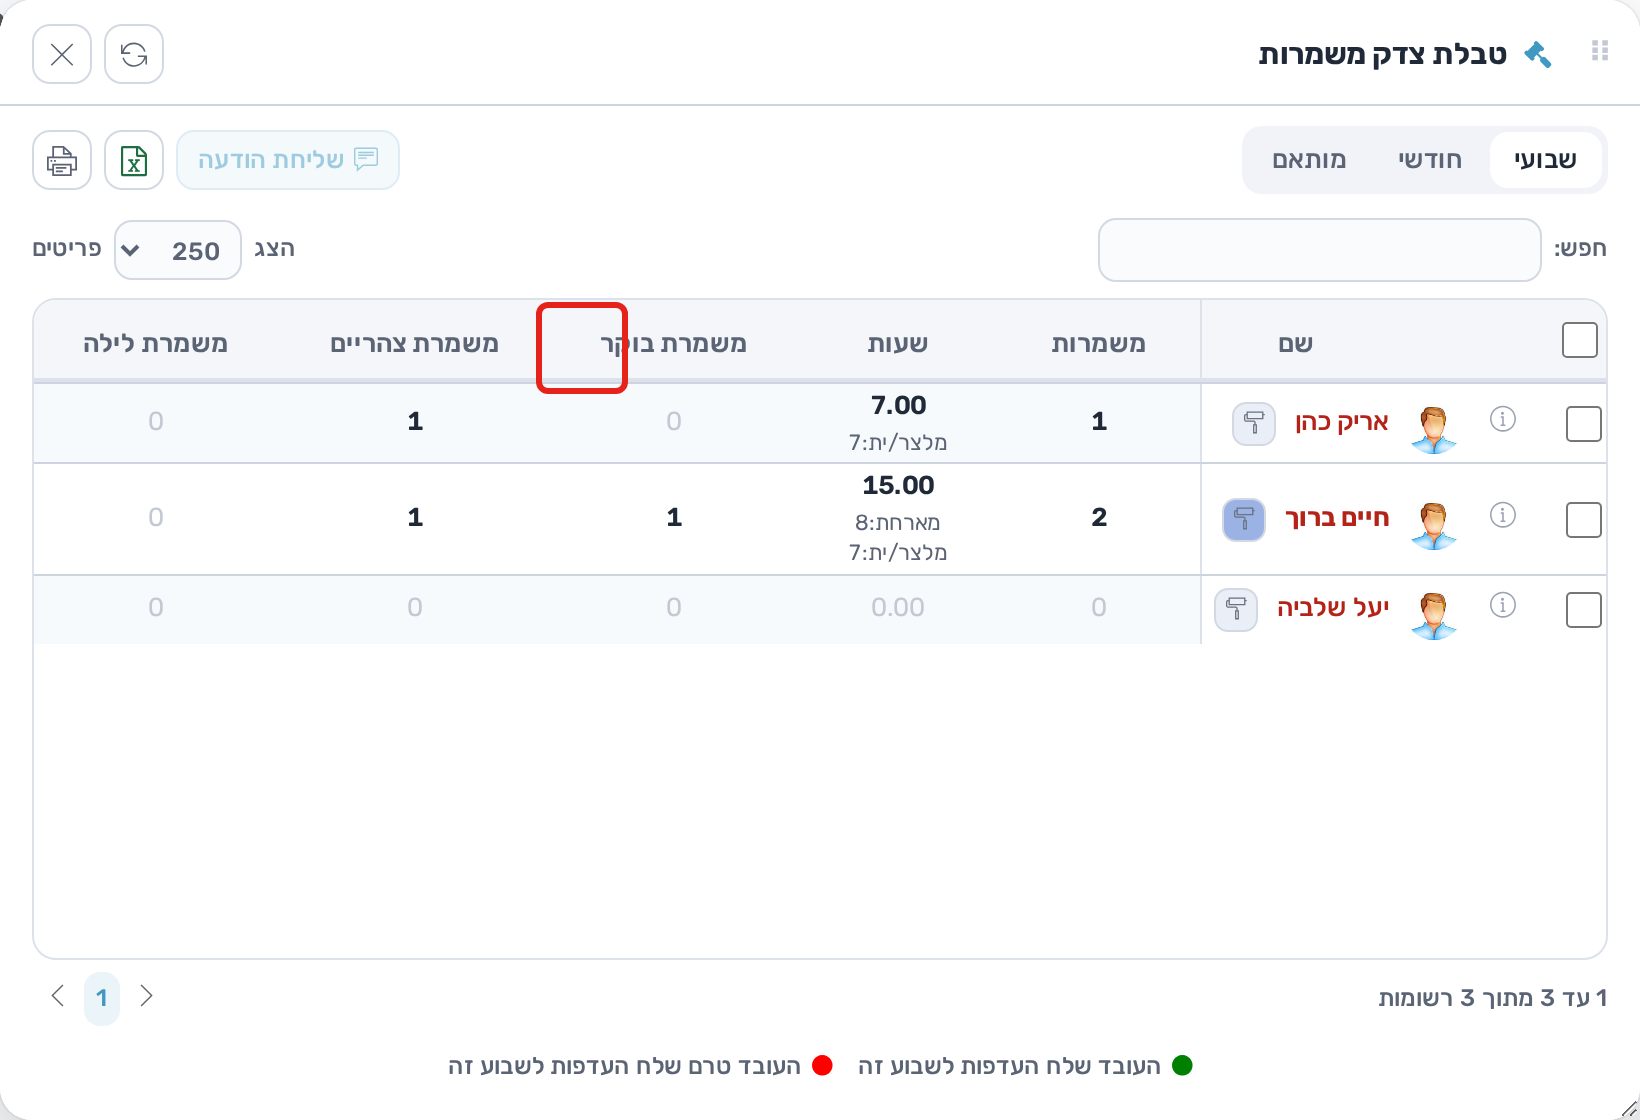 טבלת צדק משמרות
שבועי חודשי מותאם
שליחת הודעה
חפש:
הצג 250 פריטים
שם משמרות שעות משמרת בוקר משמרת צהריים משמרת לילה
אריק כהן 1 7.00 0 1 0
מלצר/ית:7
חיים ברוך 2 15.00 1 1 0
מארחת:8
מלצר/ית:7
יעל שלביה 0 0.00 0 0 0
1 עד 3 מתוך 3 רשומות
1
העובד שלח העדפות לשבוע זה העובד טרם שלח העדפות לשבוע זה